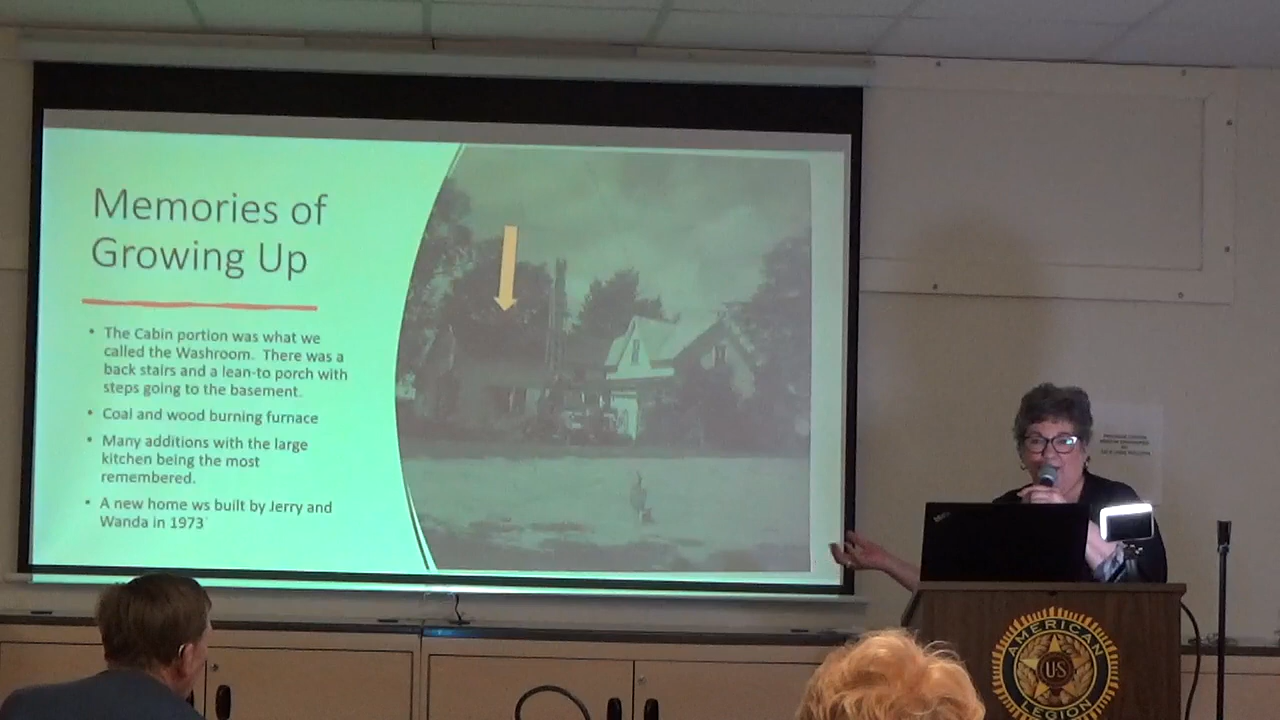 Memories of
Growing Up
• The Cabin portion was what we
called the Washroom. There was a
back stairs and a lean-to porch with
steps going to the basement.
• Coal and wood burning furnace
• Many additions with the large
kitchen being the most
remembered.
• A new home ws built by Jerry and
Wanda in 1973
AMERICAN
US
LEGION